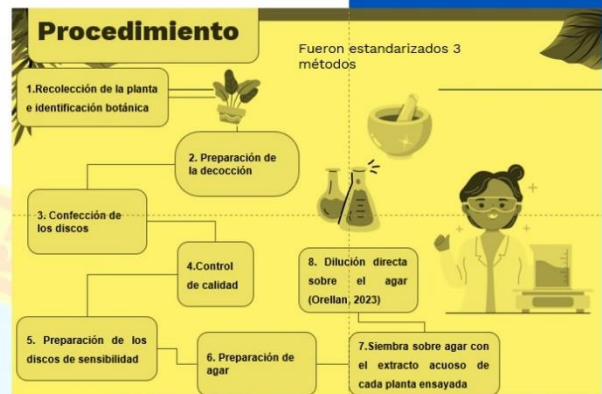 Procedimiento
Fueron estandarizados 3
métodos
1.Recolección de la planta
e identificación botánica
2. Preparación de
la decocción
3. Confección de
los discos
4.Control
de calidad
5. Preparación de los
discos de sensibilidad
6. Preparación de
agar
7.Siembra sobre agar con
el extracto acuoso de
cada planta ensayada
8. Dilución directa
sobre el agar
(Orellan, 2023)